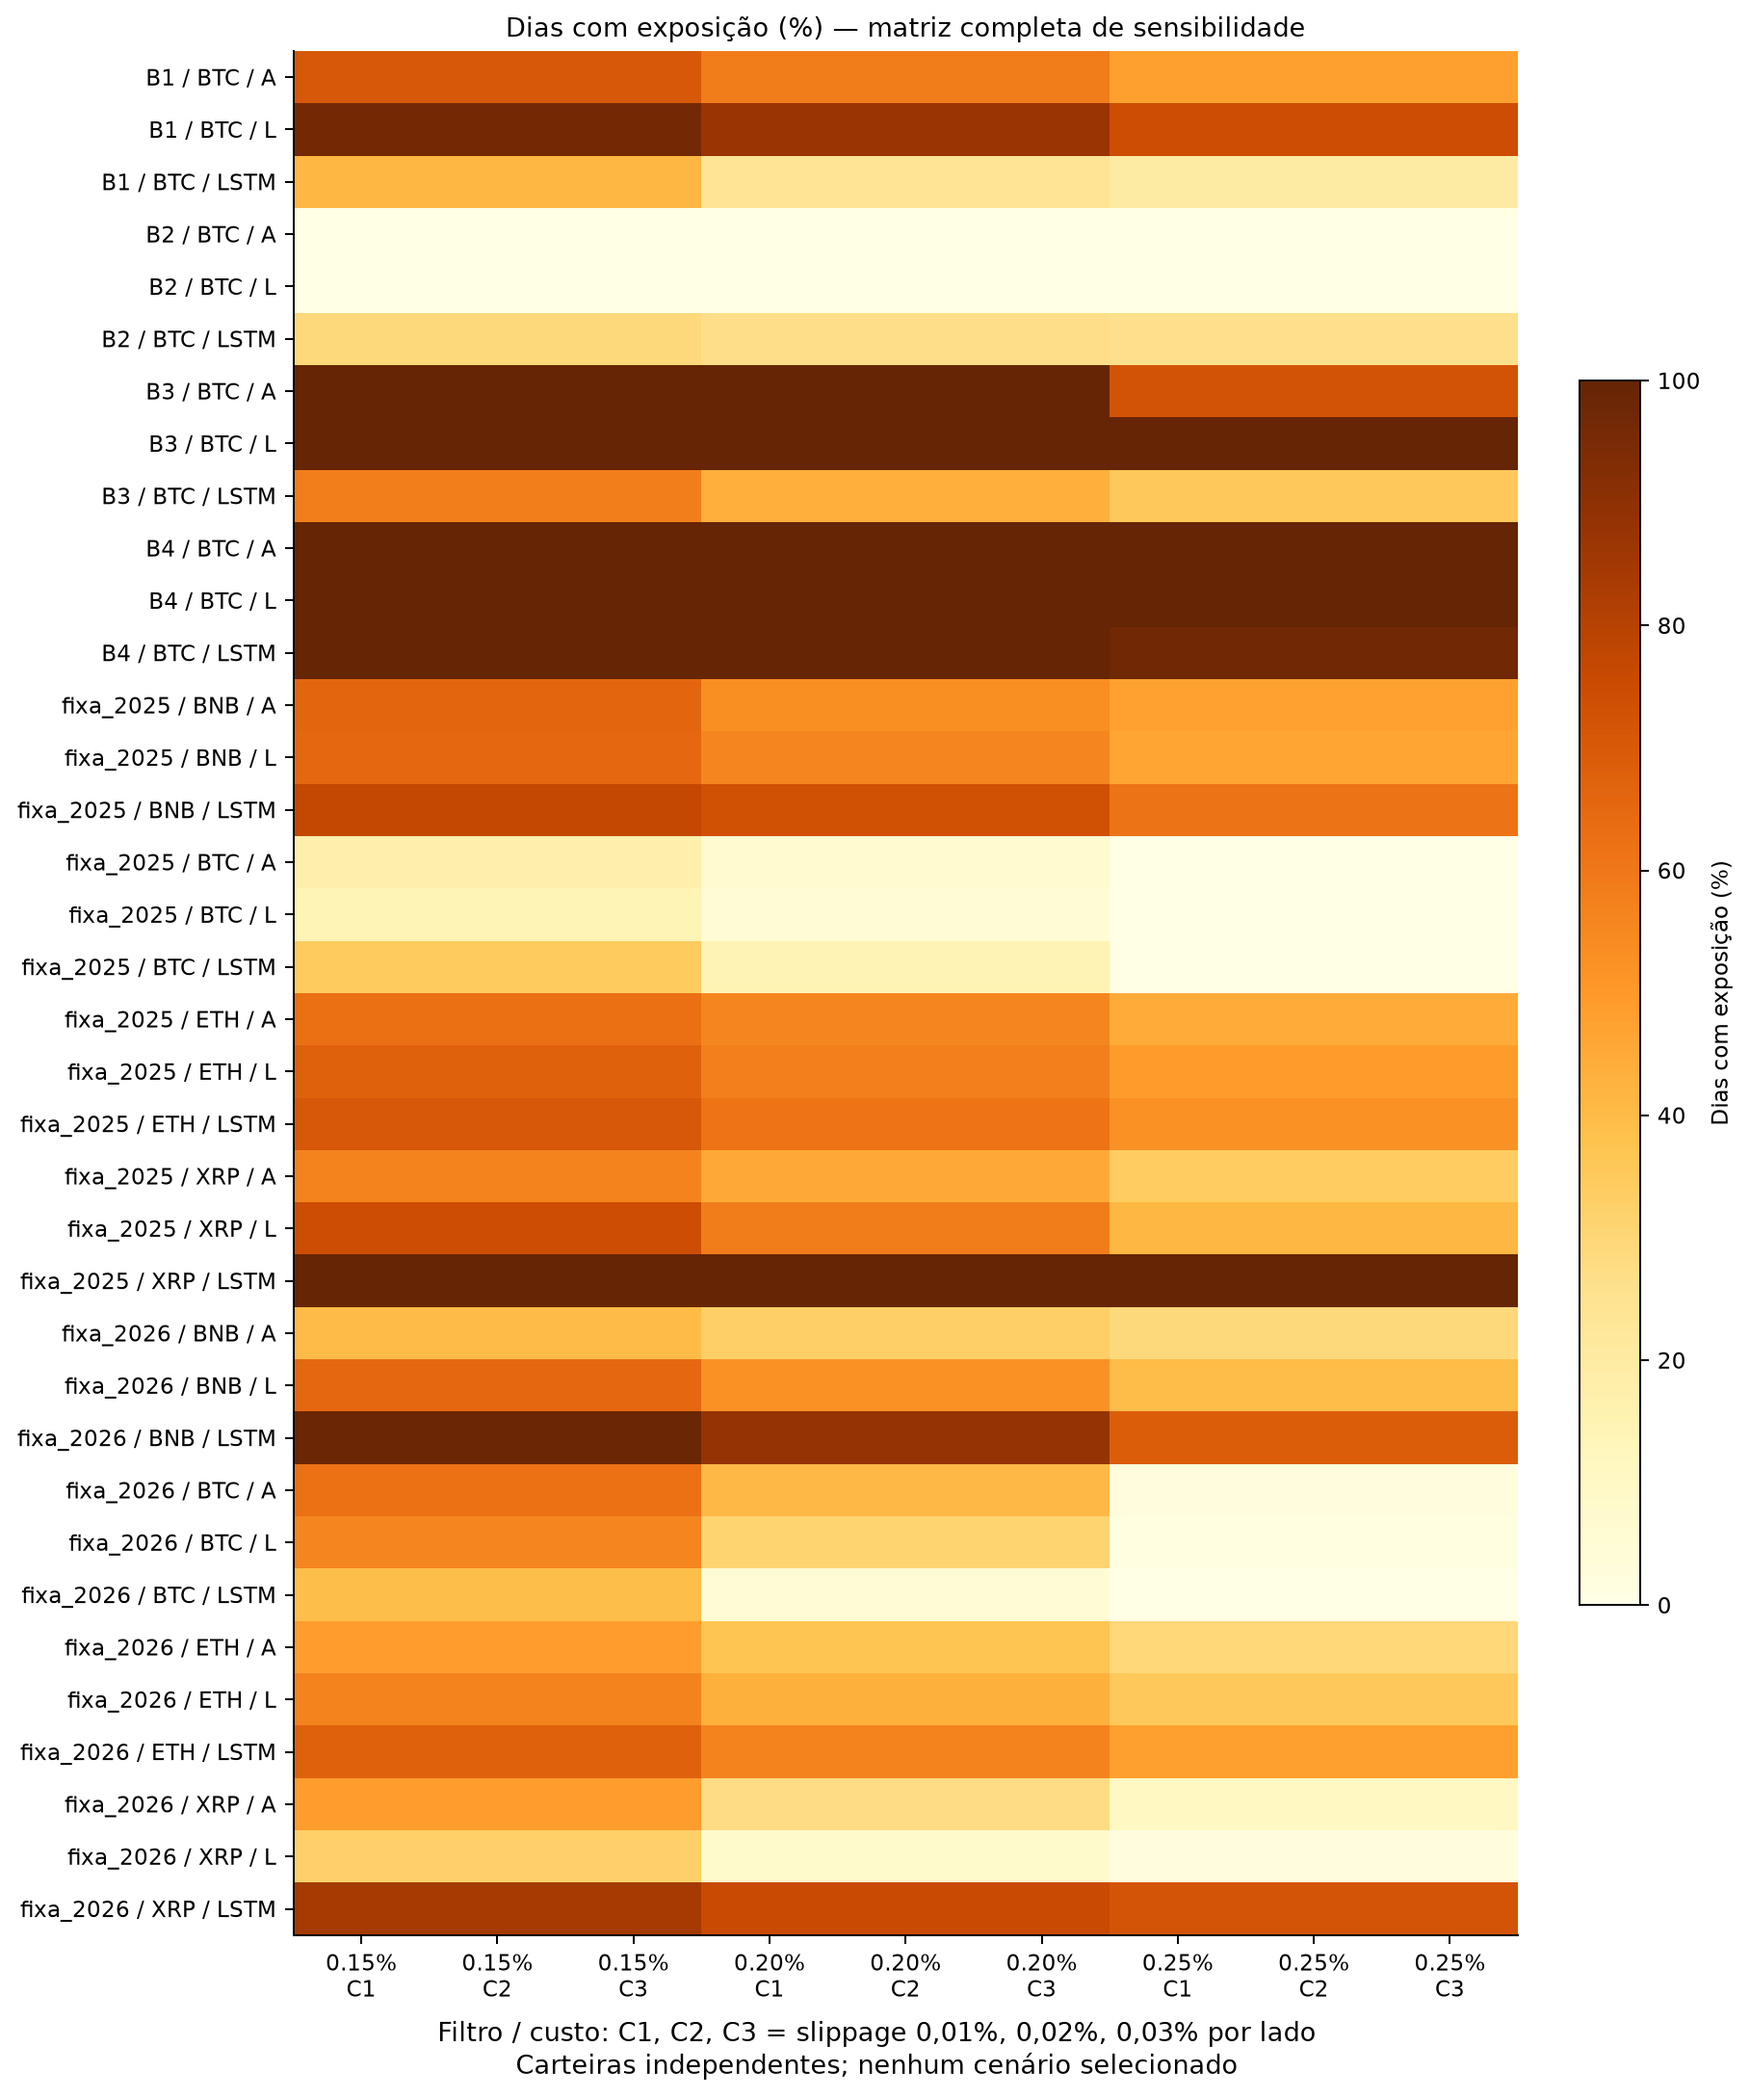 Dias com exposição (%) — matriz completa de sensibilidade
B1 / BTC / A
B1 / BTC / L
B1 / BTC / LSTM
B2 / BTC / A
B2 / BTC / L
B2 / BTC / LSTM
B3 / BTC / A
B3 / BTC / L
B3 / BTC / LSTM
B4 / BTC / A
B4 / BTC / L
B4 / BTC / LSTM
fixa_2025 / BNB / A
fixa_2025 / BNB / L
fixa_2025 / BNB / LSTM
fixa_2025 / BTC / A
fixa_2025 / BTC / L
fixa_2025 / BTC / LSTM
fixa_2025 / ETH / A
fixa_2025 / ETH / L
fixa_2025 / ETH / LSTM
fixa_2025 / XRP / A
fixa_2025 / XRP / L
fixa_2025 / XRP / LSTM
fixa_2026 / BNB / A
fixa_2026 / BNB / L
fixa_2026 / BNB / LSTM
fixa_2026 / BTC / A
fixa_2026 / BTC / L
fixa_2026 / BTC / LSTM
fixa_2026 / ETH / A
fixa_2026 / ETH / L
fixa_2026 / ETH / LSTM
fixa_2026 / XRP / A
fixa_2026 / XRP / L
fixa_2026 / XRP / LSTM
0.15% 0.15% 0.15% 0.20% 0.20% 0.20% 0.25% 0.25% 0.25%
C1 C2 C3 C1 C2 C3 C1 C2 C3
Filtro / custo: C1, C2, C3 = slippage 0,01%, 0,02%, 0,03% por lado
Carteiras independentes; nenhum cenário selecionado
100
80
60
40
20
0
Dias com exposição (%)